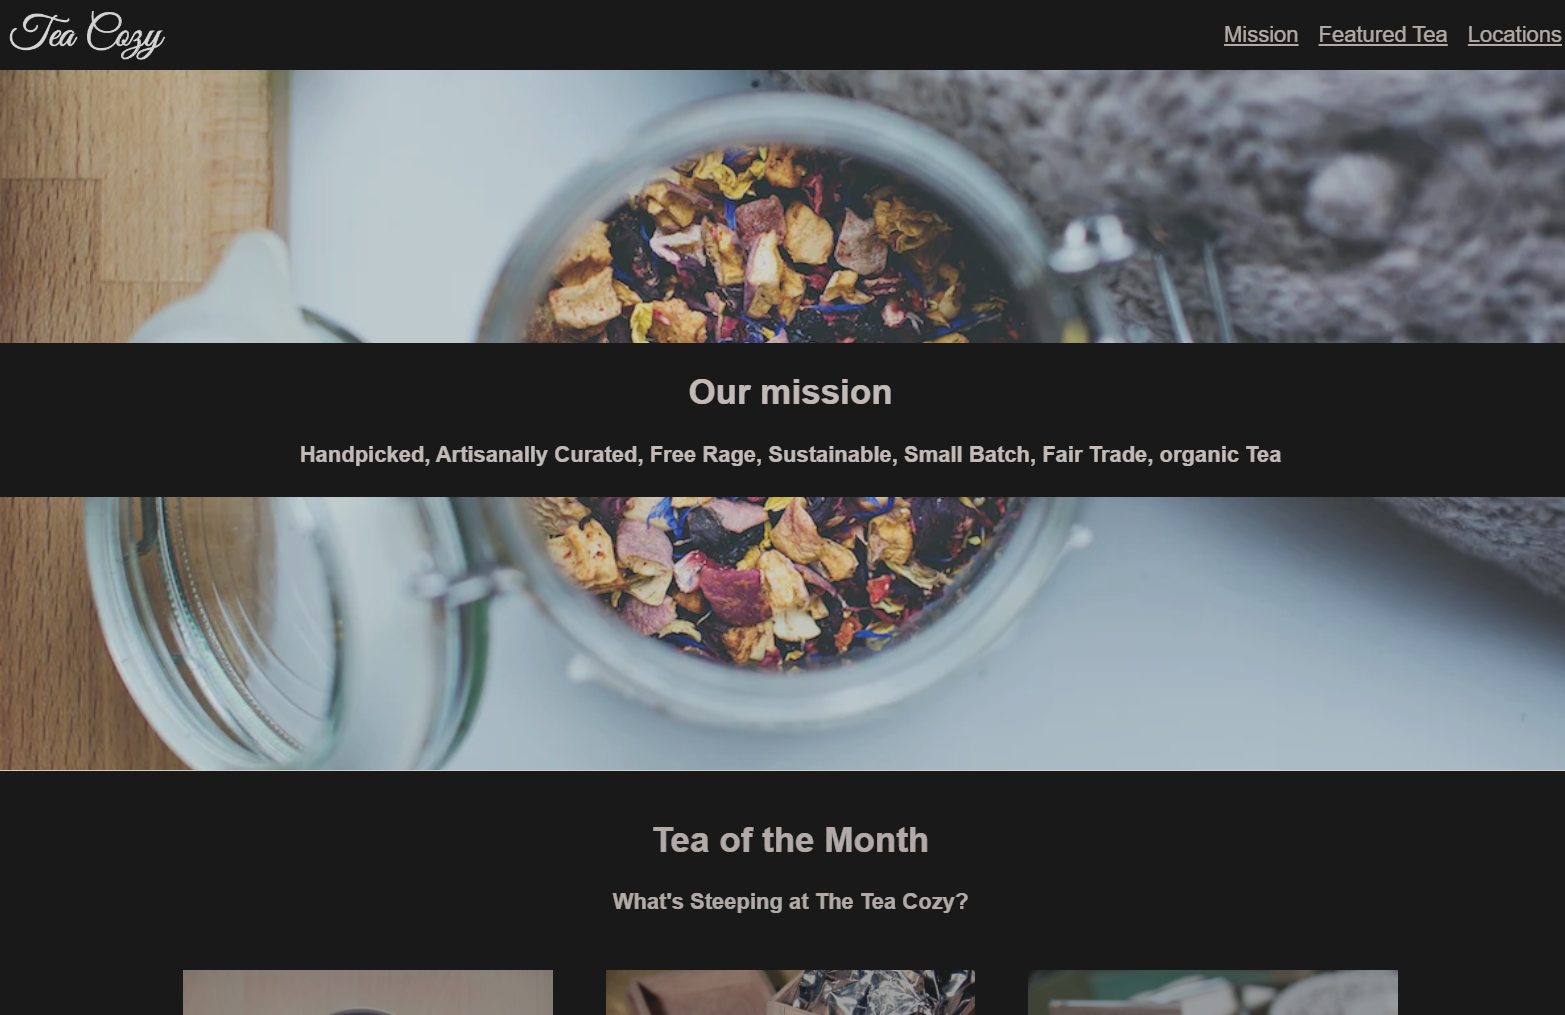 Tea Cozy
Mission Featured Tea Locations
Our mission
Handpicked, Artisanally Curated, Free Rage, Sustainable, Small Batch, Fair Trade, organic Tea
Tea of the Month
What's Steeping at The Tea Cozy?